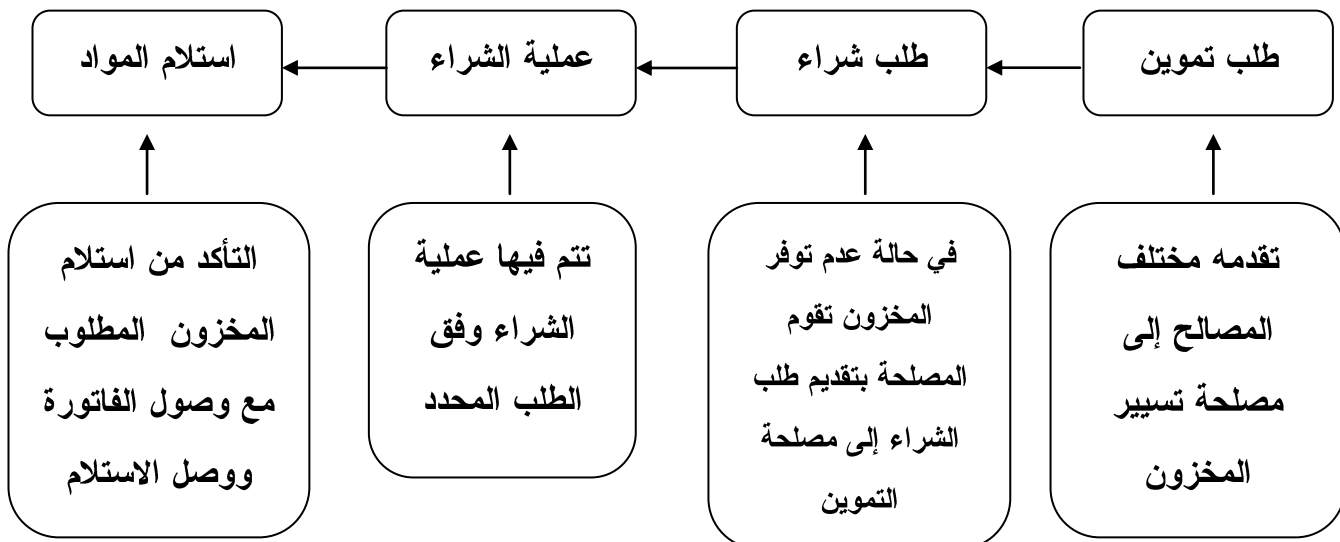 طلب تموين
طلب شراء
عملية الشراء
استلام المواد
تقدمه مختلف
المصالح إلى
مصلحة تسيير
المخزون
في حالة عدم توفر
المخزون تقوم
المصلحة بتقديم طلب
الشراء إلى مصلحة
التموين
تتم فيها عملية
الشراء وفق
الطلب المحدد
التأكد من استلام
المخزون المطلوب
مع وصول الفاتورة
ووصل الاستلام